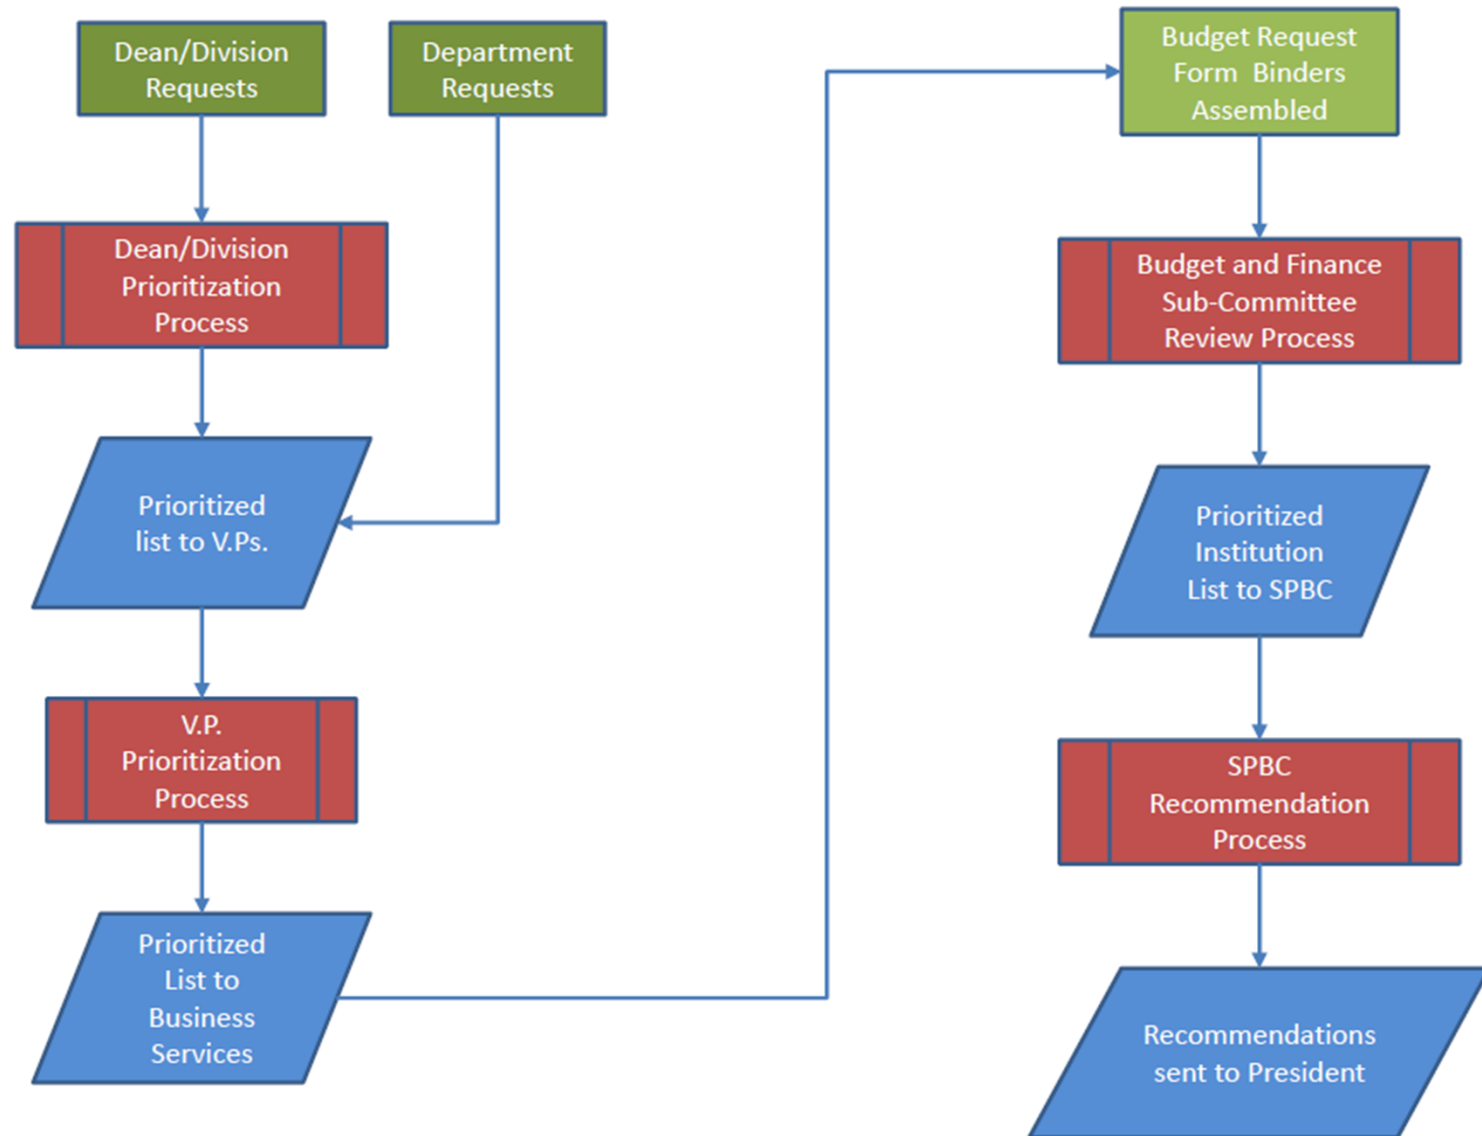 Dean/Division
Requests
Department
Requests
Dean/Division
Prioritization
Process
Prioritized
list to V.Ps.
V.P.
Prioritization
Process
Prioritized
List to
Business
Services
Budget Request
Form Binders
Assembled
Budget and Finance
Sub-Committee
Review Process
Prioritized
Institution
List to SPBC
SPBC
Recommendation
Process
Recommendations
sent to President